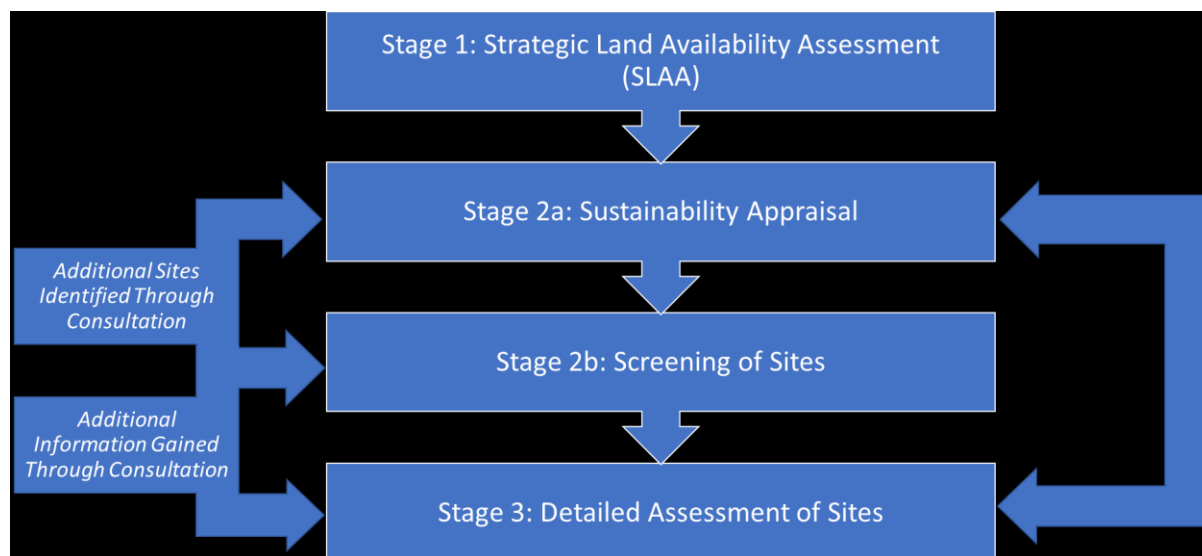 Stage 1: Strategic Land Availability Assessment
(SLAA)
Stage 2a: Sustainability Appraisal
Additional Sites
Identified Through
Consultation
Stage 2b: Screening of Sites
Additional
Information Gained
Through Consultation
Stage 3: Detailed Assessment of Sites